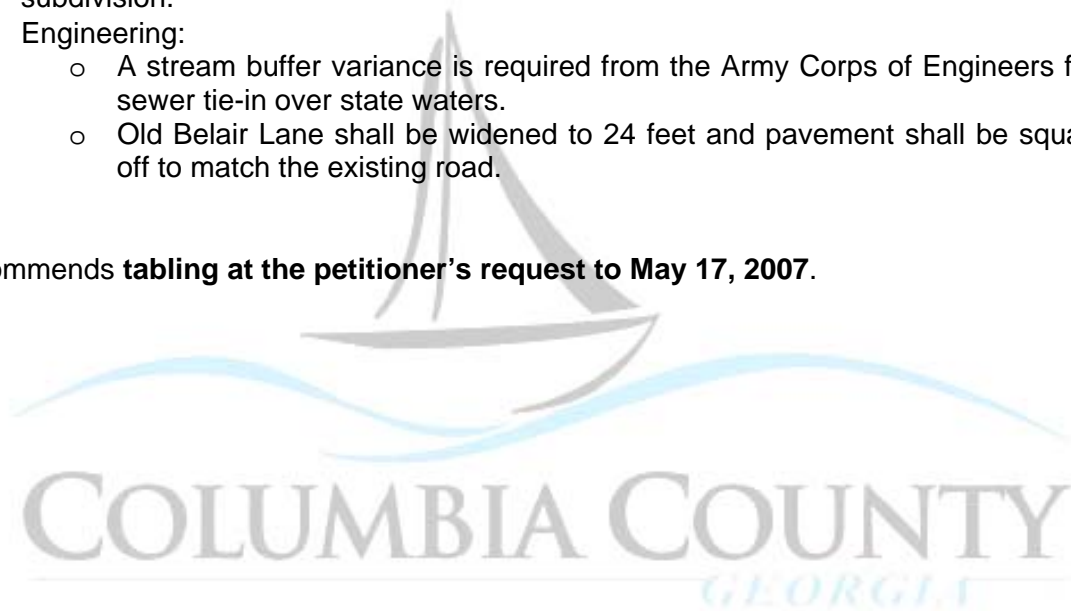 subdivision.
Engineering:
o A stream buffer variance is required from the Army Corps of Engineers
sewer tie-in over state waters.
o Old Belair Lane shall be widened to 24 feet and pavement shall be
off to match the existing road.
tabling at the petitioner's request to May 17, 2007.
COLUMBIA COUNTY
GEORGIA